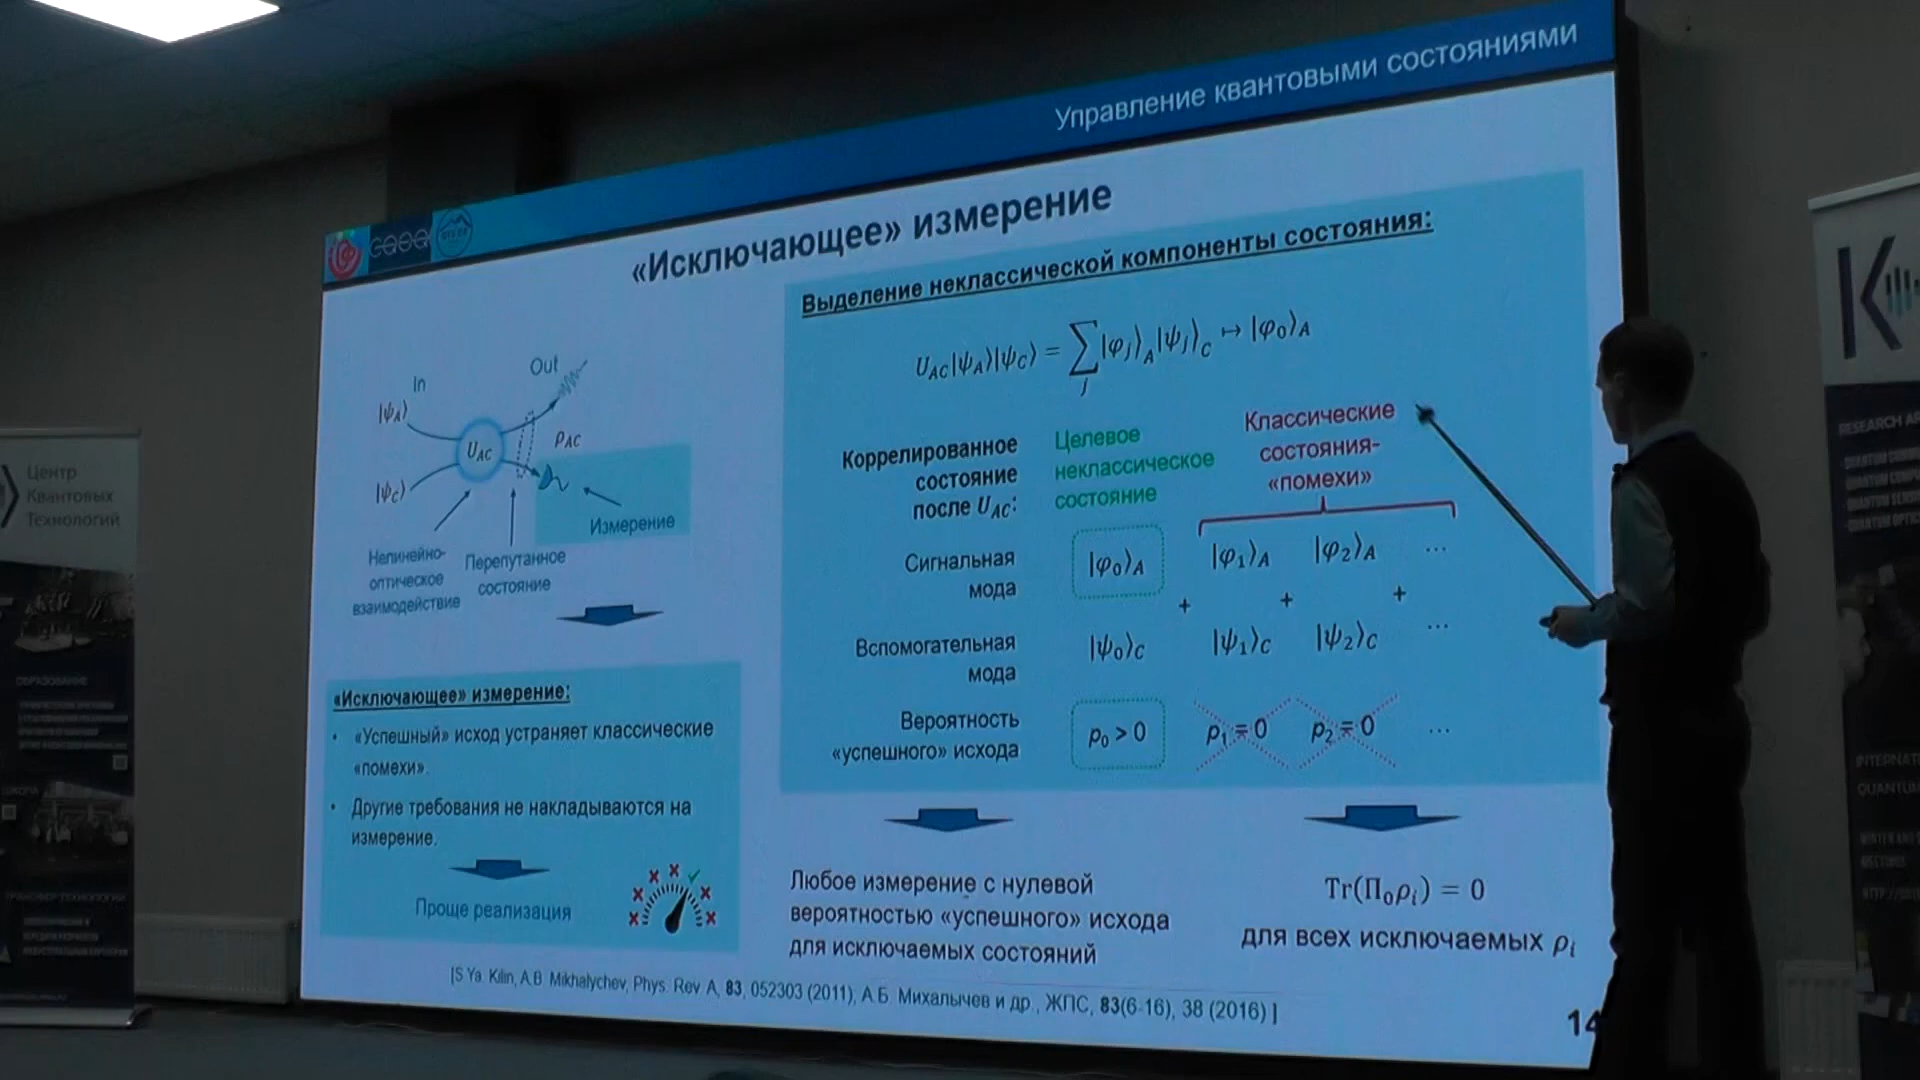 Управление квантовыми состояниями
«Исключающее» измерение
In
Out
|ψ_A⟩
U_AC
ρ_AC
|ψ_C⟩
Измерение
Нелинейно-
оптическое
взаимодействие
Перепутанное
состояние
«Исключающее» измерение:
• «Успешный» исход устраняет классические
«помехи».
• Другие требования не накладываются на
измерение.
Проще реализация
Выделение неклассической компоненты состояния:
U_AC|ψ_A⟩|ψ_C⟩ = ∑_j |φ_j⟩_A|ψ_j⟩_C ↦ |φ_0⟩_A
Коррелированное
состояние
после U_AC:
Целевое
неклассическое
состояние
Классические
состояния-
«помехи»
Сигнальная
мода
|φ_0⟩_A |φ_1⟩_A |φ_2⟩_A ...
+ + +
Вспомогательная
мода
|ψ_0⟩_C |ψ_1⟩_C |ψ_2⟩_C ...
Вероятность
«успешного» исхода
p_0 > 0 p_1 = 0 p_2 = 0 ...
Любое измерение с нулевой
вероятностью «успешного» исхода
для исключаемых состояний
Tr(Π_0ρ_i) = 0
для всех исключаемых ρ_i
[S.Ya. Kilin, A.B. Mikhalychev, Phys. Rev A, 83, 052303 (2011), А.Б. Михалычев и др., ЖПС, 83(6-16), 38 (2016) ]
14
Центр
Квантовых
Технологий
ОБРАЗОВАНИЕ
K